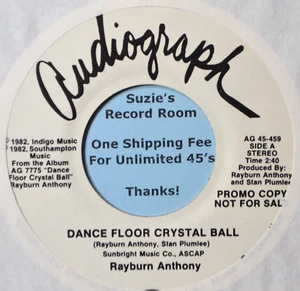 Audiograph
Suzie's
Record Room
One Shipping Fee
For Unlimited 45's
Thanks!
℗ 1982, Indigo Music
© 1982, Southampton
Music
From the Album
AG 7775 "Dance
Floor Crystal Ball"
Rayburn Anthony
AG 45-459
SIDE A
STEREO
Time 2:40
Produced by:
Rayburn Anthony
and Stan Plumlee
PROMO COPY
NOT FOR SAL
DANCE FLOOR CRYSTAL BALL
(Rayburn Anthony, Stan Plumlee)
Sunbright Music Co., ASCAP
Rayburn Anthony